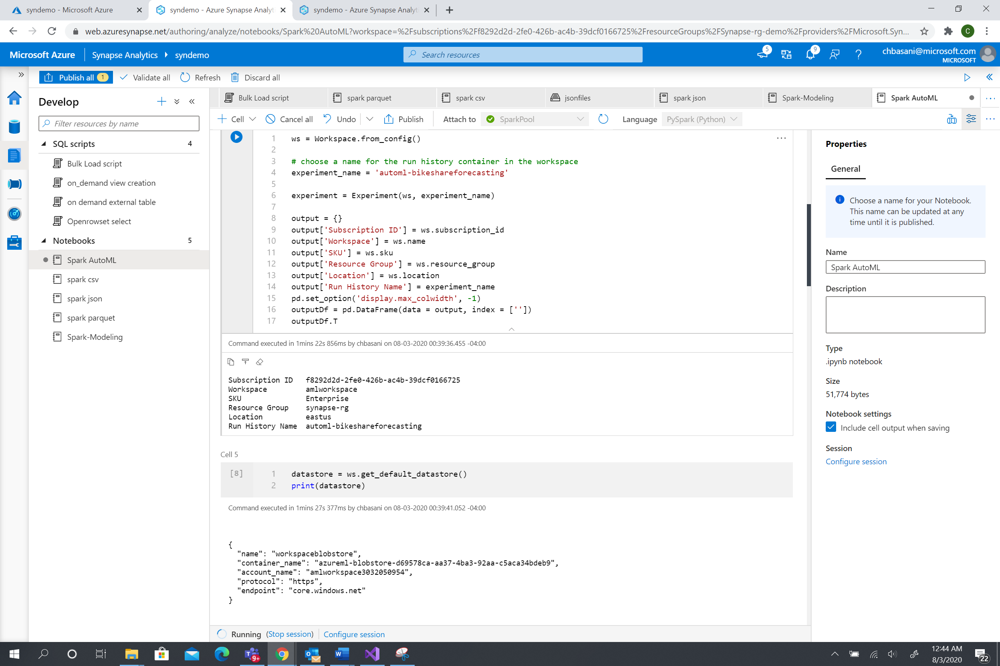 syndemo - Microsoft Azure
syndemo - Azure Synapse Analyt
syndemo - Azure Synapse Analyti
web.azuresynapse.net/authoring/analyze/notebooks/Spark%20AutoML?workspace=%2Fsubscriptions%2Ff8292d2d-2fe0-426b-ac4b-39dcf0166725%2FresourceGroups%2FSynapse-rg-demo%2Fproviders%2FMicrosoft.Syn...
C
Microsoft Azure
Synapse Analytics
syndemo
Search resources
5
9
chbasani@microsoft.com
MICROSOFT
Publish all 1
Validate all
Refresh
Discard all
Develop
Filter resources by name
SQL scripts 4
Bulk Load script
on_demand view creation
on demand external table
Openrowset select
Notebooks 5
Spark AutoML
spark csv
spark json
spark parquet
Spark-Modeling
Bulk Load script
spark parquet
spark csv
jsonfiles
spark json
Spark-Modeling
Spark AutoML
Cell
Cancel all
Undo
Publish
Attach to
SparkPool
Language
PySpark (Python)
1 ws = Workspace.from_config()
2
3 # choose a name for the run history container in the workspace
4 experiment_name = 'automl-bikeshareforecasting'
5
6 experiment = Experiment(ws, experiment_name)
7
8 output = {}
9 output['Subscription ID'] = ws.subscription_id
10 output['Workspace'] = ws.name
11 output['SKU'] = ws.sku
12 output['Resource Group'] = ws.resource_group
13 output['Location'] = ws.location
14 output['Run History Name'] = experiment_name
15 pd.set_option('display.max_colwidth', -1)
16 outputDf = pd.DataFrame(data = output, index = [''])
17 outputDf.T
Command executed in 1mins 22s 856ms by chbasani on 08-03-2020 00:39:36.455 -04:00
Subscription ID f8292d2d-2fe0-426b-ac4b-39dcf0166725
Workspace amlworkspace
SKU Enterprise
Resource Group synapse-rg
Location eastus
Run History Name automl-bikeshareforecasting
Cell 5
[8]
1 datastore = ws.get_default_datastore()
2 print(datastore)
Command executed in 1mins 27s 377ms by chbasani on 08-03-2020 00:39:41.052 -04:00
{
"name": "workspaceblobstore",
"container_name": "azureml-blobstore-d69578ca-aa37-4ba3-92aa-c5aca34bdeb9",
"account_name": "amlworkspace3032050954",
"protocol": "https",
"endpoint": "core.windows.net"
}
Running (Stop session)
Configure session
Properties
General
Choose a name for your Notebook.
This name can be updated at any
time until it is published.
Name
Spark AutoML
Description
Type
.ipynb notebook
Size
51,774 bytes
Notebook settings
Include cell output when saving
Session
Configure session
T
9+
O
W
12:44 AM
8/3/2020
22